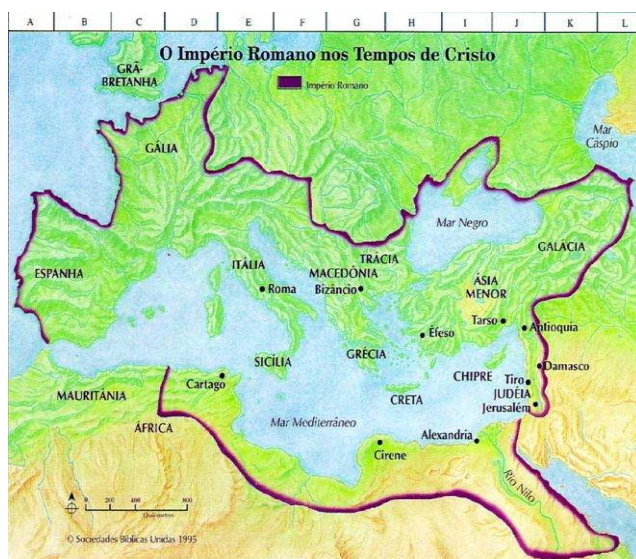 A B C D E F G H I J K L
O Império Romano nos Tempos de Cristo
GRÃ-
BRETANHA
Império Romano
Mar
Cáspio
GÁLIA
Mar Negro
GALÁCIA
ESPANHA
ITÁLIA
TRÁCIA
MACEDÔNIA
ÁSIA
MENOR
Roma
Bizâncio
Tarso
Antioquia
Éfeso
GRÉCIA
SICÍLIA
CHIPRE
Damasco
Cartago
Tiro
MAURITÁNIA
CRETA
JUDÉIA
Jerusalém
ÁFRICA
Mar Mediterrâneo
Alexandria
Cirene
Rio Nilo
0 200 400 600
Quilômetros
© Sociedades Bíblicas Unidas 1995